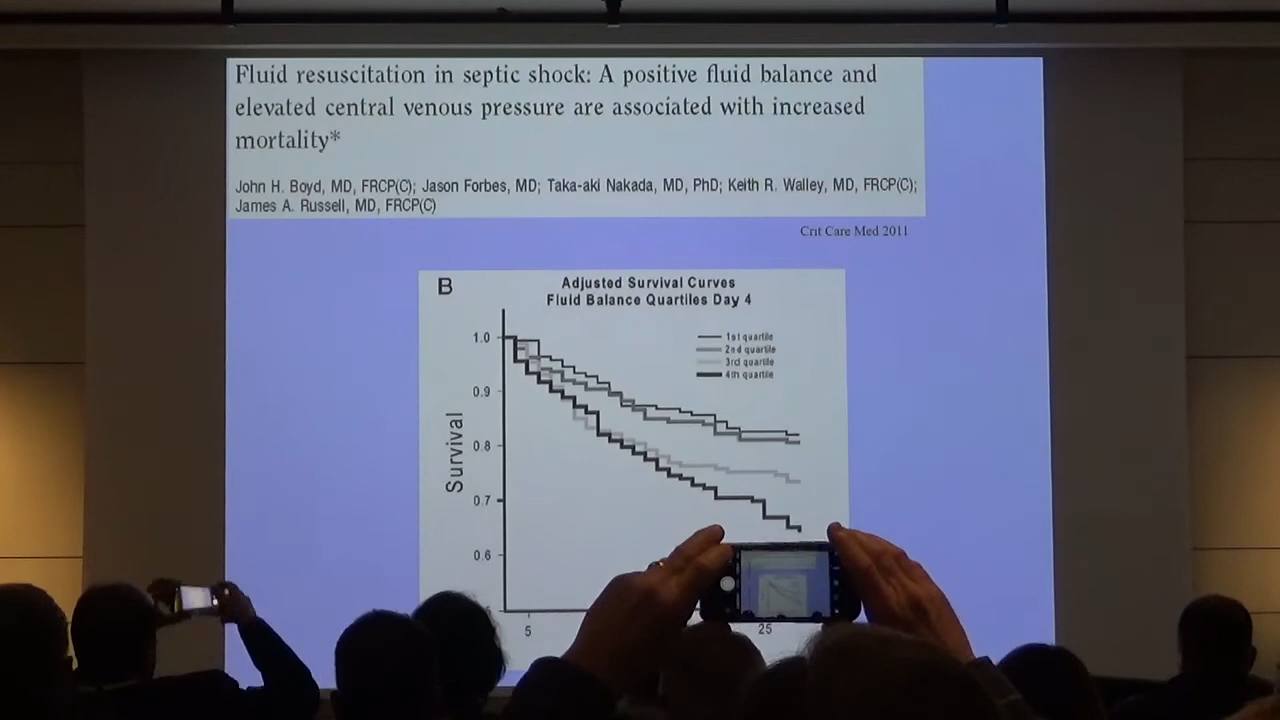 Fluid resuscitation in septic shock: A positive fluid balance and
elevated central venous pressure are associated with increased
mortality*
John H. Boyd, MD, FRCP(C); Jason Forbes, MD; Taka-aki Nakada, MD, PhD; Keith R. Walley, MD, FRCP(C);
James A. Russell, MD, FRCP(C)
Crit Care Med 2011
B
Adjusted Survival Curves
Fluid Balance Quartiles Day 4
1st quartile
2nd quartile
3rd quartile
4th quartile
Survival
1.0
0.9
0.8
0.7
0.6
5
25